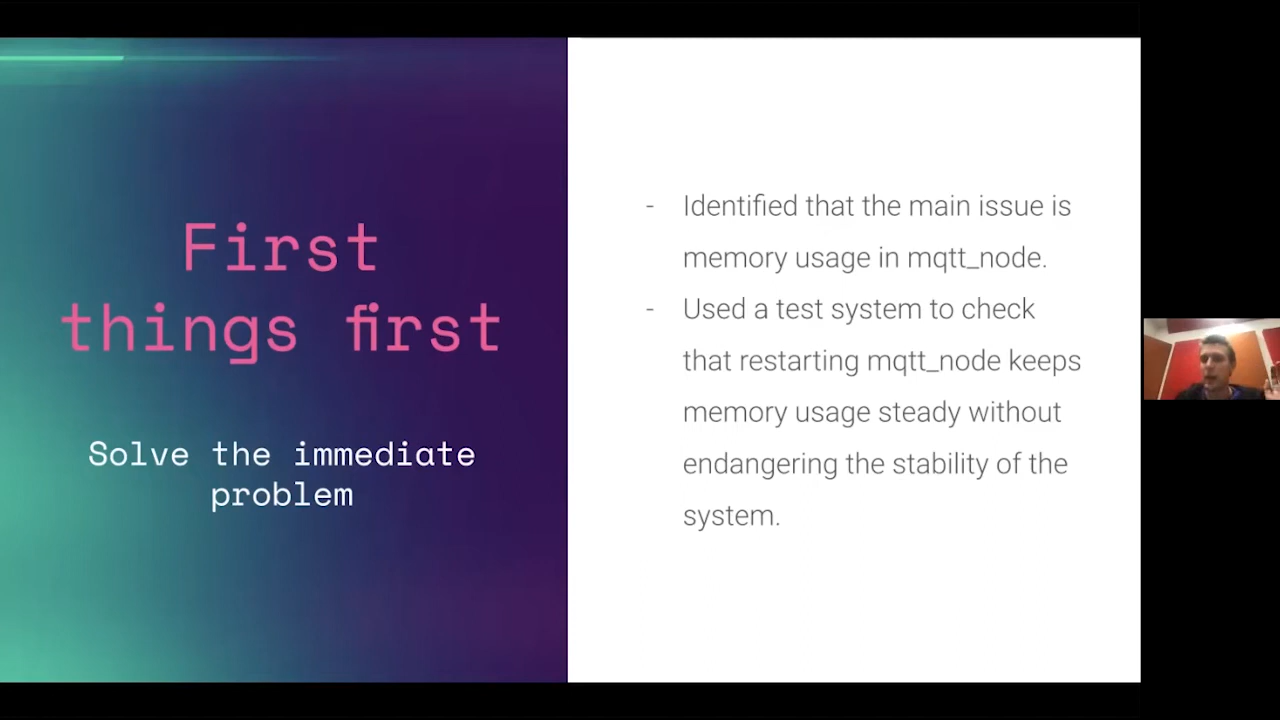 First
things first
Solve the immediate
problem
- Identified that the main issue is
memory usage in mqtt_node.
- Used a test system to check
that restarting mqtt_node keeps
memory usage steady without
endangering the stability of the
system.